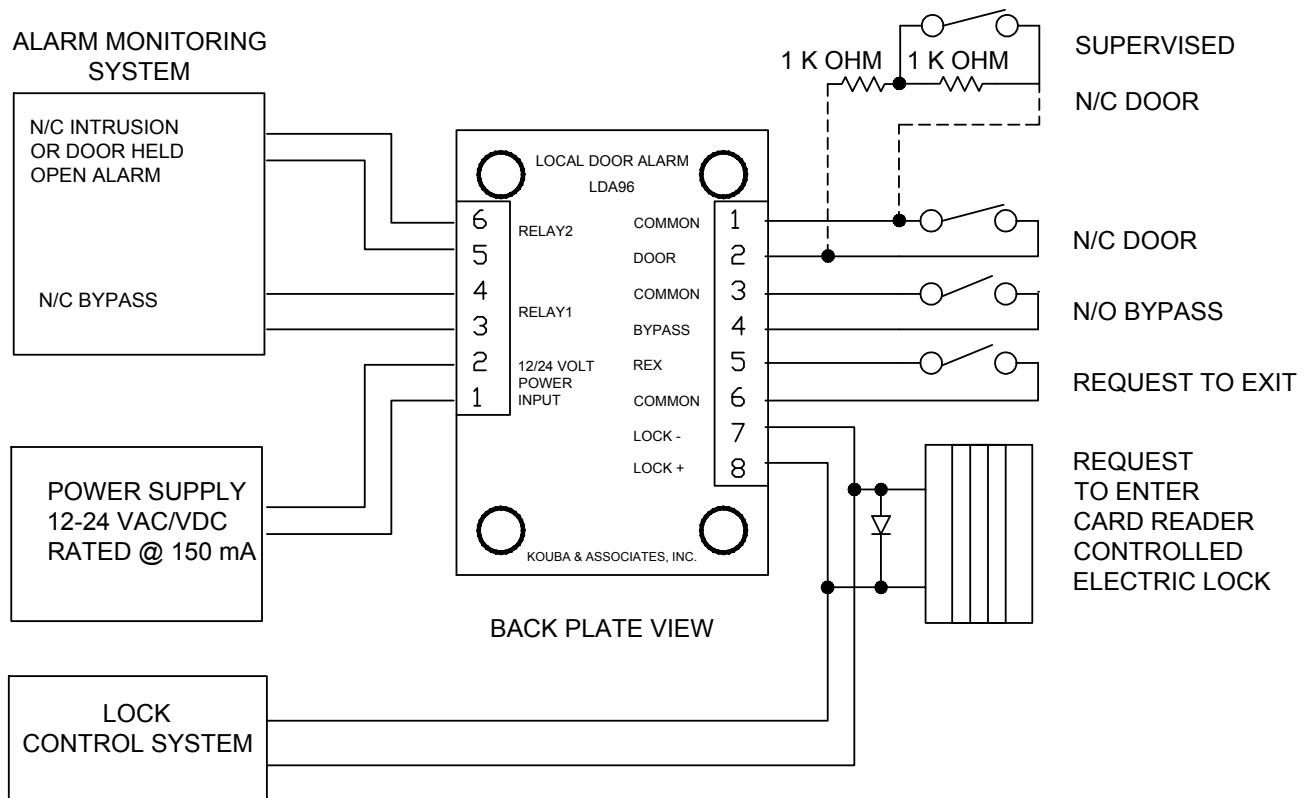 ALARM MONITORING
SYSTEM
N/C INTRUSION
OR DOOR HELD
OPEN ALARM
N/C BYPASS
POWER SUPPLY
12-24 VAC/VDC
RATED @ 150 mA
LOCK
CONTROL SYSTEM
LOCAL DOOR ALARM
LDA96
6
5
4
3
2
1
RELAY2
RELAY1
12/24 VOLT
POWER
INPUT
COMMON 1
DOOR 2
COMMON 3
BYPASS 4
REX 5
COMMON 6
LOCK - 7
LOCK + 8
KOUBA & ASSOCIATES, INC.
BACK PLATE VIEW
1 K OHM 1 K OHM
SUPERVISED
N/C DOOR
N/C DOOR
N/O BYPASS
REQUEST TO EXIT
REQUEST
TO ENTER
CARD READER
CONTROLLED
ELECTRIC LOCK